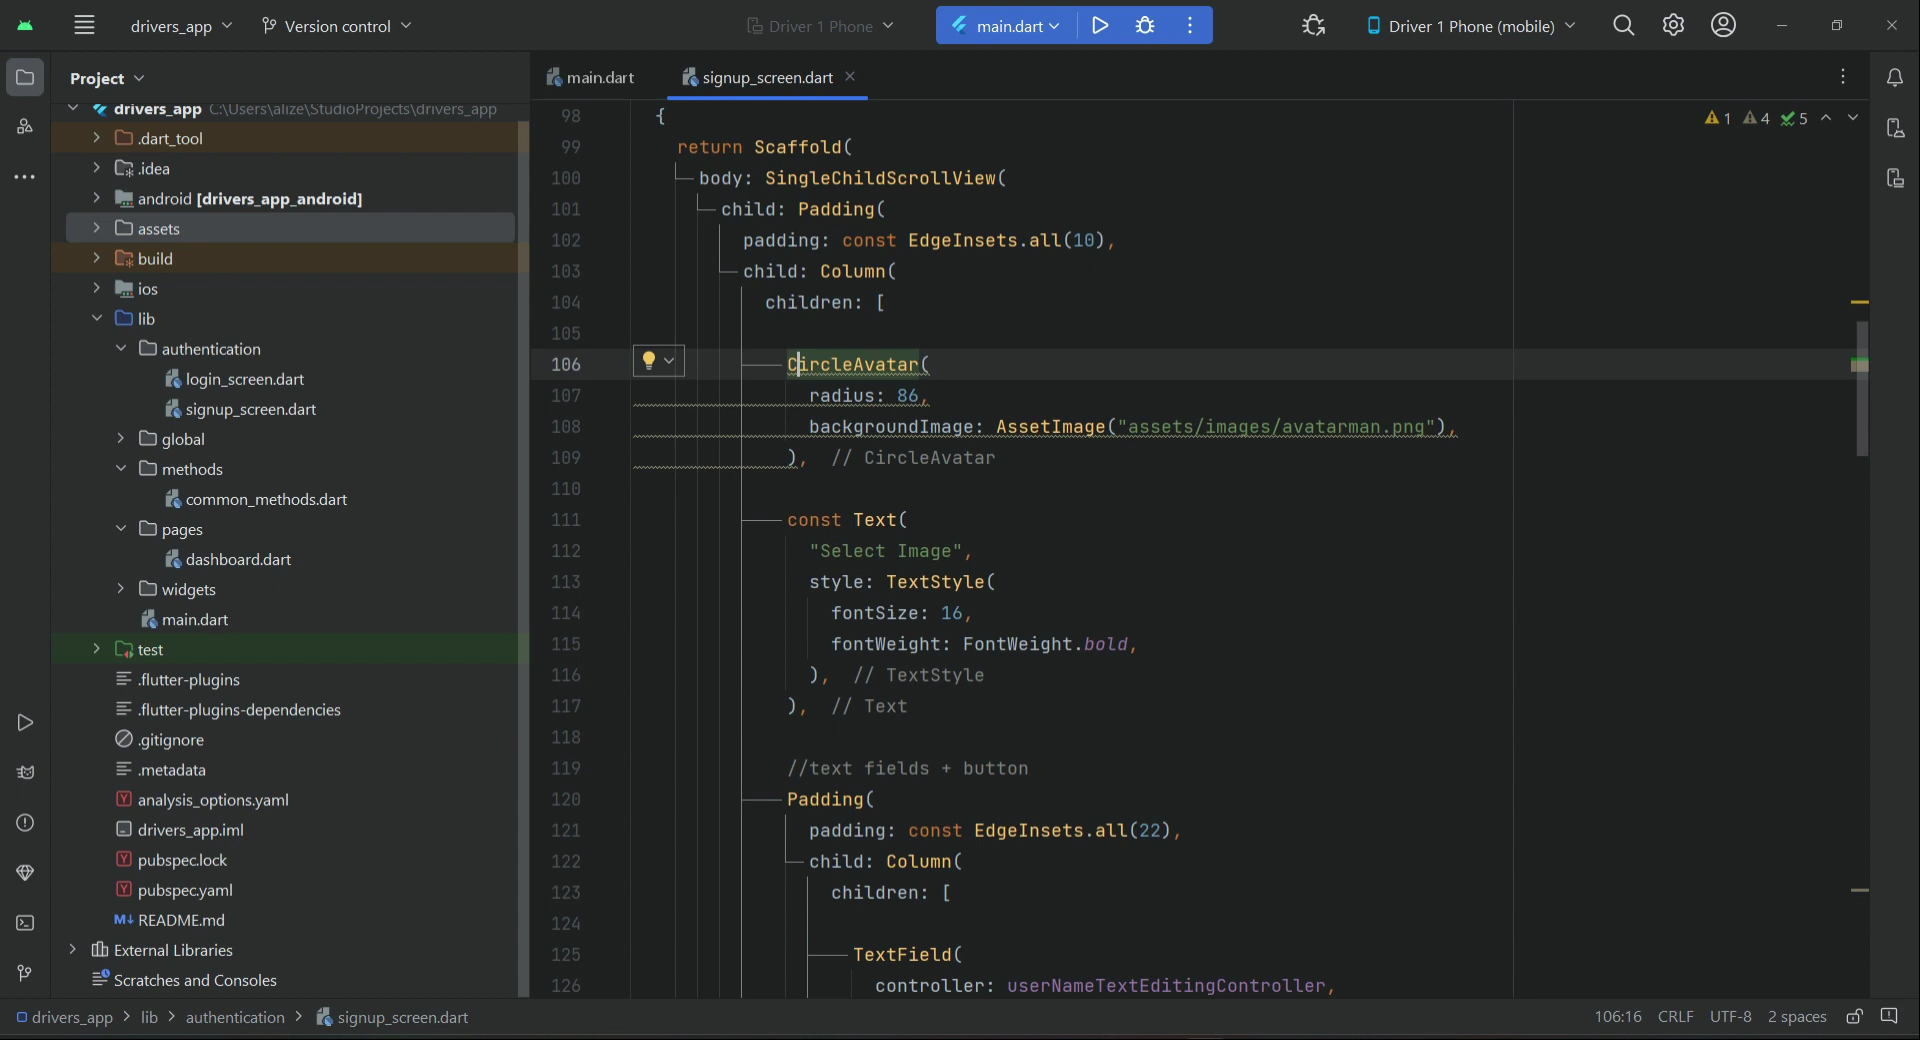 drivers_app
Version control
Driver 1 Phone
main.dart
Driver 1 Phone (mobile)
Project
drivers_app C:\Users\alize\StudioProjects\drivers_app
.dart_tool
.idea
android [drivers_app_android]
assets
build
ios
lib
authentication
login_screen.dart
signup_screen.dart
global
methods
common_methods.dart
pages
dashboard.dart
widgets
main.dart
test
.flutter-plugins
.flutter-plugins-dependencies
.gitignore
.metadata
analysis_options.yaml
drivers_app.iml
pubspec.lock
pubspec.yaml
M↓ README.md
External Libraries
Scratches and Consoles
main.dart
signup_screen.dart
1 4 5
98 {
99 return Scaffold(
100 body: SingleChildScrollView(
101 child: Padding(
102 padding: const EdgeInsets.all(10),
103 child: Column(
104 children: [
105
106 CircleAvatar(
107 radius: 86,
108 backgroundImage: AssetImage("assets/images/avatarman.png"),
109 ), // CircleAvatar
110
111 const Text(
112 "Select Image",
113 style: TextStyle(
114 fontSize: 16,
115 fontWeight: FontWeight.bold,
116 ), // TextStyle
117 ), // Text
118
119 //text fields + button
120 Padding(
121 padding: const EdgeInsets.all(22),
122 child: Column(
123 children: [
124
125 TextField(
126 controller: userNameTextEditingController,
drivers_app > lib > authentication > signup_screen.dart
106:16 CRLF UTF-8 2 spaces